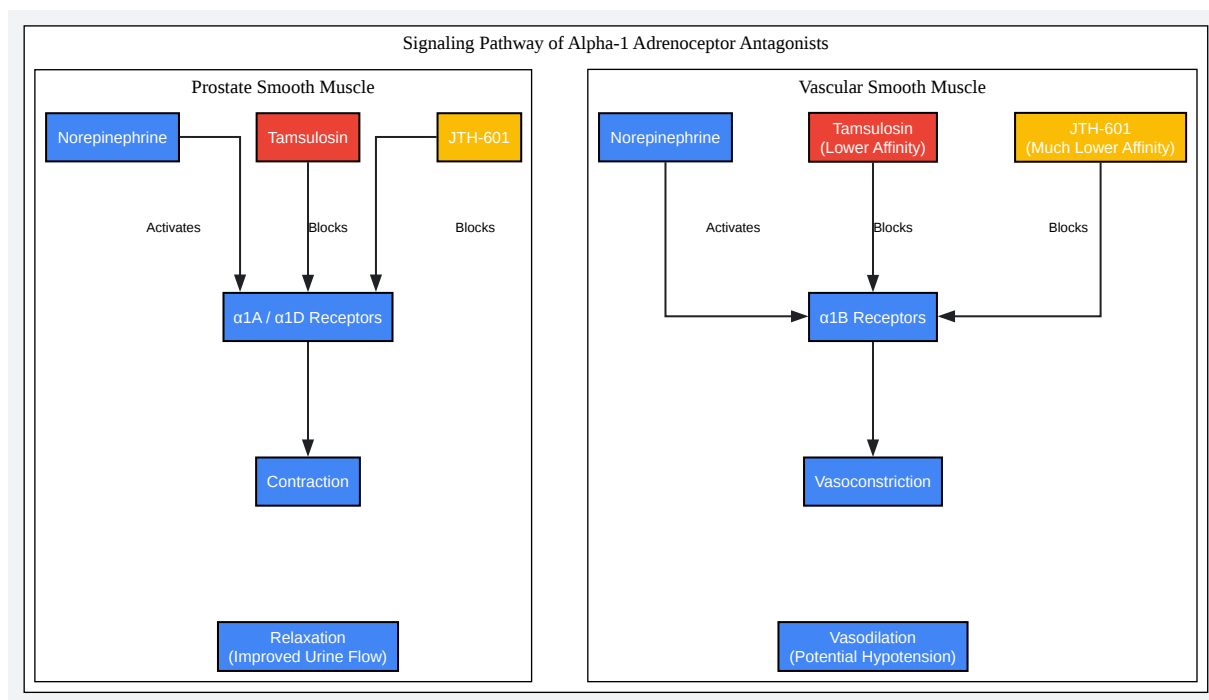 Signaling Pathway of Alpha-1 Adrenoceptor Antagonists
Prostate Smooth Muscle
Norepinephrine
Tamsulosin
JTH-601
Activates
Blocks
Blocks
α1A / α1D Receptors
Contraction
Relaxation
(Improved Urine Flow)
Vascular Smooth Muscle
Norepinephrine
Tamsulosin
(Lower Affinity)
JTH-601
(Much Lower Affinity)
Activates
Blocks
Blocks
α1B Receptors
Vasoconstriction
Vasodilation
(Potential Hypotension)